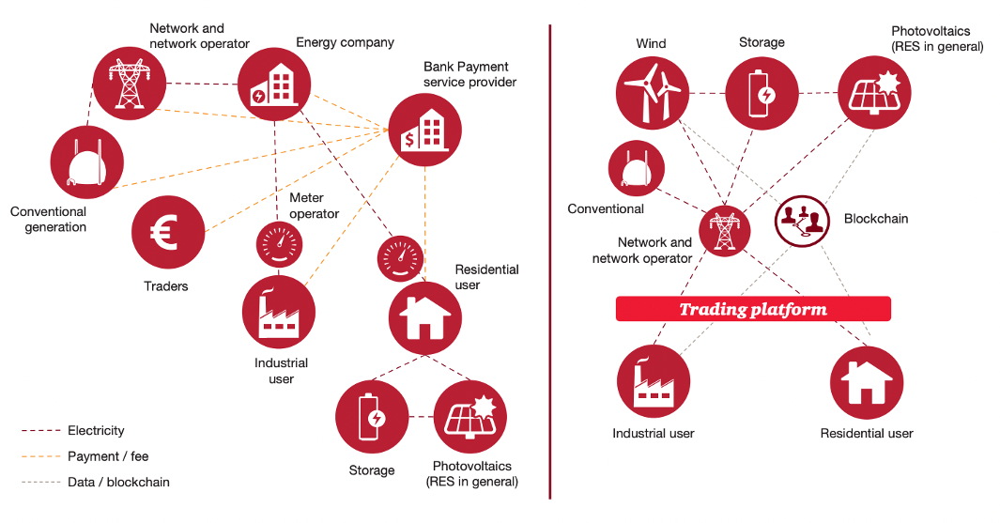 Network and
network operator
Energy company
Bank Payment
service provider
$
Conventional
generation
€
Traders
Meter
operator
Residential
user
Industrial
user
Storage
Photovoltaics
(RES in general)
Electricity
Payment / fee
Data / blockchain
Wind
Storage
Photovoltaics
(RES in general)
Conventional
Network and
network operator
Blockchain
Trading platform
Industrial user
Residential user